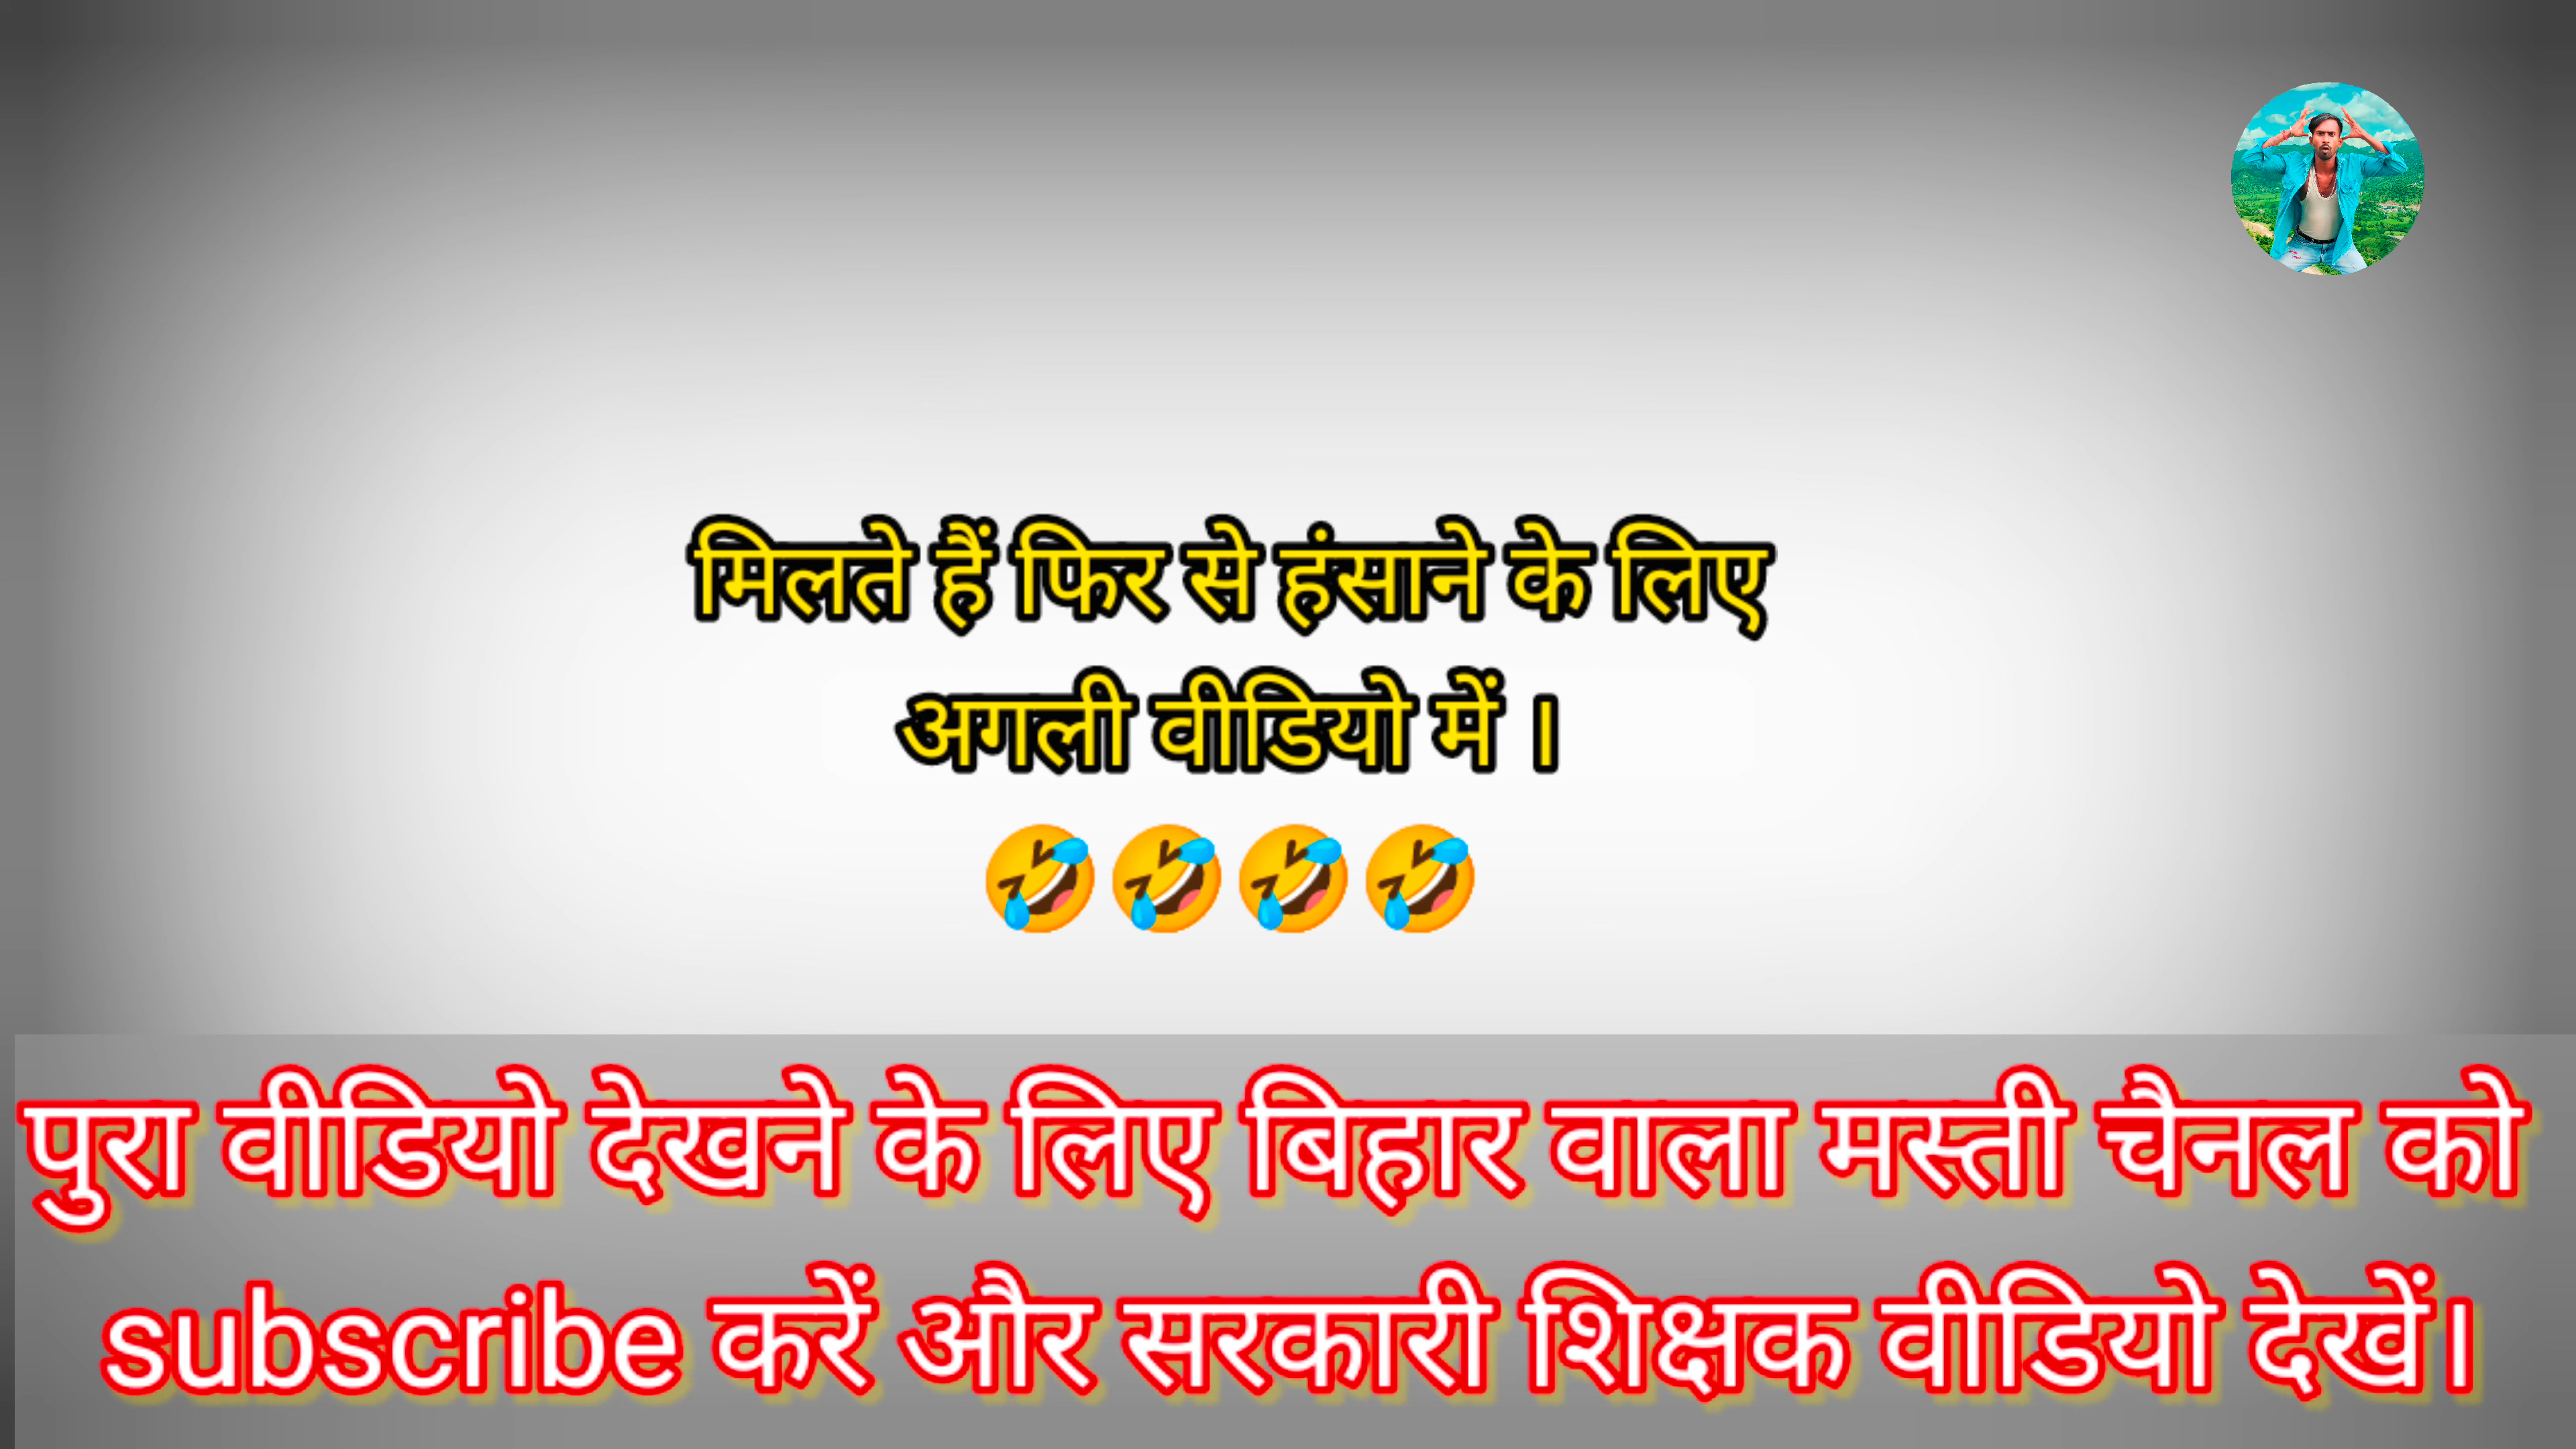 मिलते हैं फिर से हंसाने के लिए
अगली वीडियो में ।
🤣🤣🤣🤣
पुरा वीडियो देखने के लिए बिहार वाला मस्ती चैनल को
subscribe करें और सरकारी शिक्षक वीडियो देखें।